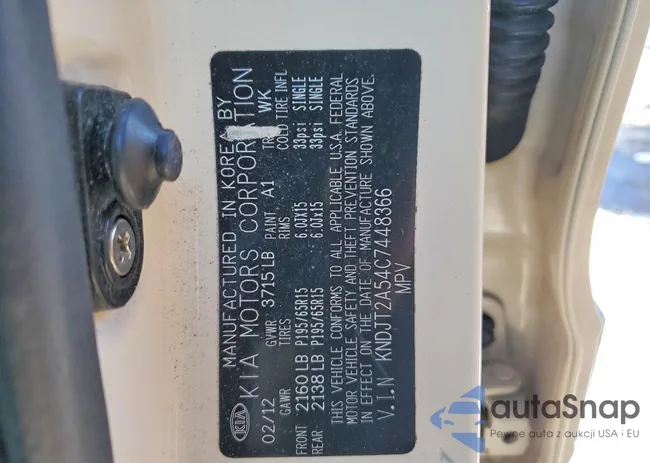 KIA
MANUFACTURED IN KOREA BY
KIA MOTORS CORPORATION
02/12 GVWR 3715LB PAINT A1 TRIM WK
GAWR TIRES RIMS COLD TIRE INFL
FRONT 2160LB P195/65R15 6.0JX15 33psi SINGLE
REAR 2138LB P195/65R15 6.0JX15 33psi SINGLE
THIS VEHICLE CONFORMS TO ALL APPLICABLE U.S.A. FEDERAL
MOTOR VEHICLE SAFETY AND THEFT PREVENTION STANDARDS
IN EFFECT ON THE DATE OF MANUFACTURE SHOWN ABOVE.
V.I.N KNDJT2A54C7448366
MPV
autoSnap
Pewne auta z aukcji USA i EU